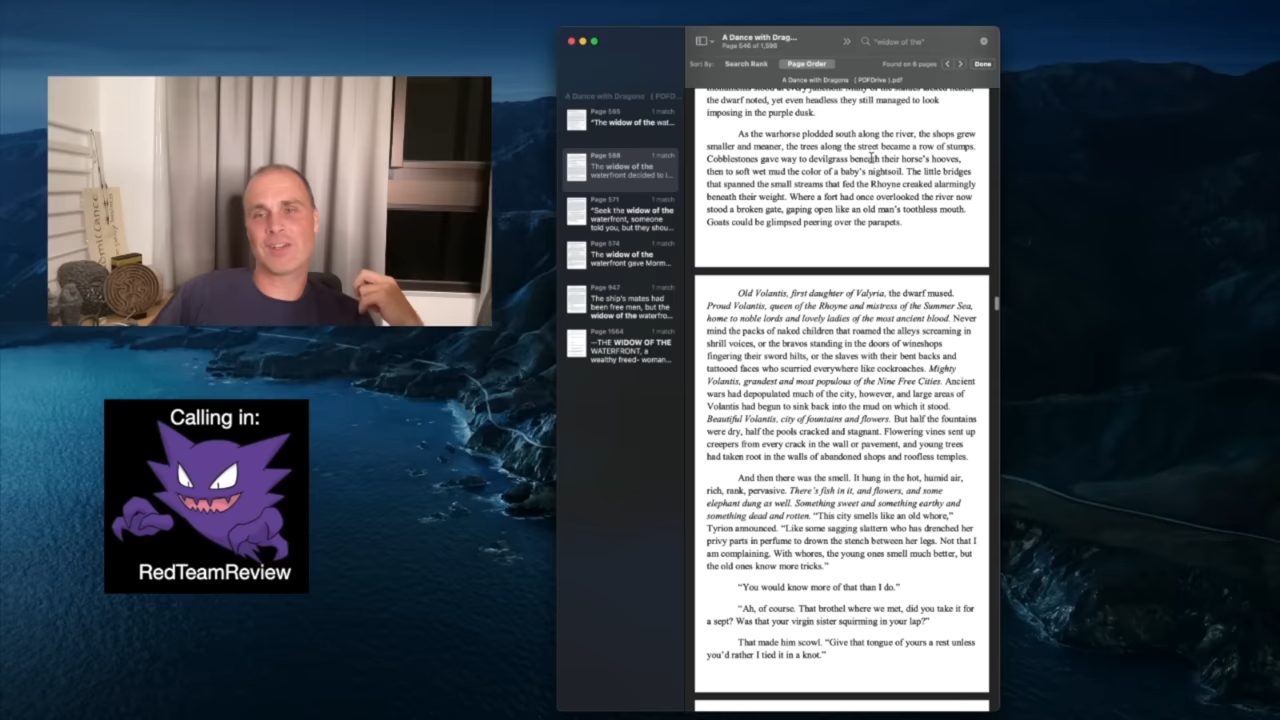 A Dance with Drag...
Page 546 of 1,596
"widow of the"
Sort By:
Search Rank
Page Order
Found on 6 pages
Done
A Dance with Dragons ( PDFDrive ).pdf
A Dance with Dragons ( PDFD...
Page 565
1 match
"The widow of the wat...
Page 568
1 match
The widow of the
waterfront decided to i...
Page 571
1 match
"Seek the widow of the
waterfront, someone
told you, but they shou...
Page 574
1 match
The widow of the
waterfront gave Morm...
Page 947
1 match
The ship's mates had
been free men, but the
widow of the waterfro...
Page 1564
1 match
—THE WIDOW OF THE
WATERFRONT, a
wealthy freed- woman...
the dwarf noted, yet even headless they still managed to look
imposing in the purple dusk.
As the warhorse plodded south along the river, the shops grew
smaller and meaner, the trees along the street became a row of stumps.
Cobblestones gave way to devilgrass beneath their horse's hooves,
then to soft wet mud the color of a baby's nightsoil. The little bridges
that spanned the small streams that fed the Rhoyne creaked alarmingly
beneath their weight. Where a fort had once overlooked the river now
stood a broken gate, gaping open like an old man's toothless mouth.
Goats could be glimpsed peering over the parapets.
Old Volantis, first daughter of Valyria, the dwarf mused.
Proud Volantis, queen of the Rhoyne and mistress of the Summer Sea,
home to noble lords and lovely ladies of the most ancient blood. Never
mind the packs of naked children that roamed the alleys screaming in
shrill voices, or the bravos standing in the doors of wineshops
fingering their sword hilts, or the slaves with their bent backs and
tattooed faces who scurried everywhere like cockroaches. Mighty
Volantis, grandest and most populous of the Nine Free Cities. Ancient
wars had depopulated much of the city, however, and large areas of
Volantis had begun to sink back into the mud on which it stood.
Beautiful Volantis, city of fountains and flowers. But half the fountains
were dry, half the pools cracked and stagnant. Flowering vines sent up
creepers from every crack in the wall or pavement, and young trees
had taken root in the walls of abandoned shops and roofless temples.
And then there was the smell. It hung in the hot, humid air,
rich, rank, pervasive. There's fish in it, and flowers, and some
elephant dung as well. Something sweet and something earthy and
something dead and rotten. "This city smells like an old whore,"
Tyrion announced. "Like some sagging slattern who has drenched her
privy parts in perfume to drown the stench between her legs. Not that I
am complaining. With whores, the young ones smell much better, but
the old ones know more tricks."
"You would know more of that than I do."
"Ah, of course. That brothel where we met, did you take it for
a sept? Was that your virgin sister squirming in your lap?"
That made him scowl. "Give that tongue of yours a rest unless
you'd rather I tied it in a knot."
Calling in:
RedTeamReview